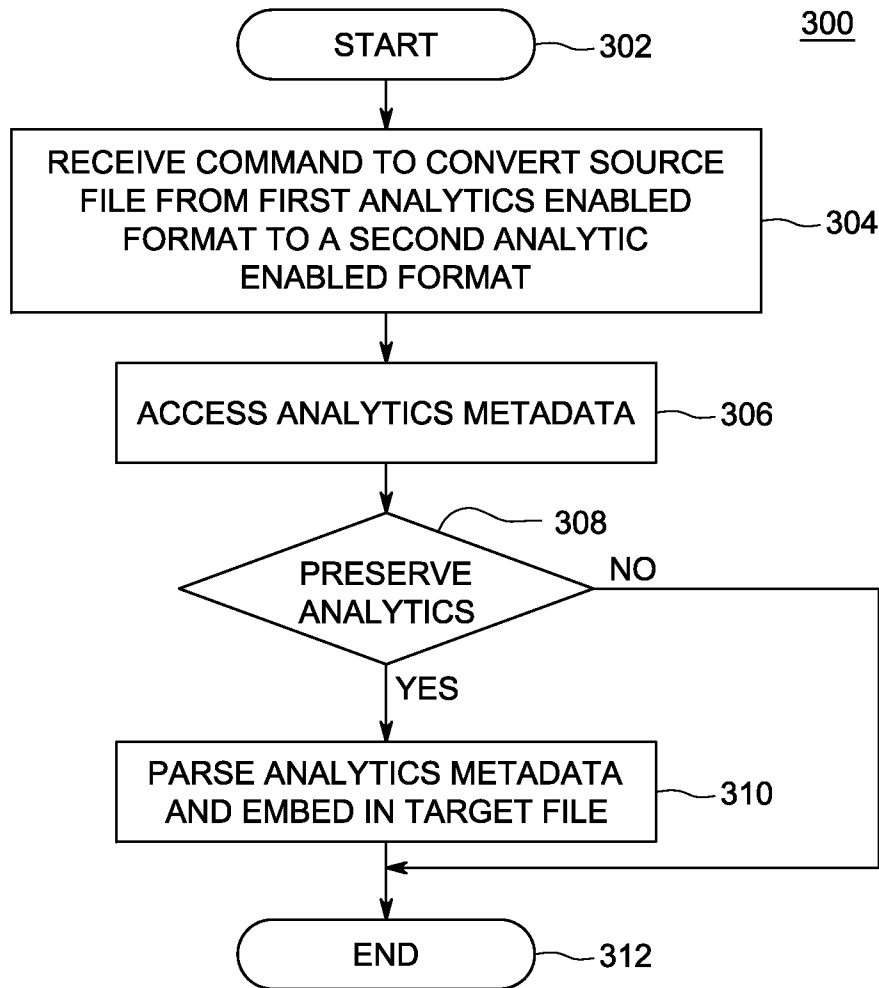 300
START
302
RECEIVE COMMAND TO CONVERT SOURCE
FILE FROM FIRST ANALYTICS ENABLED
FORMAT TO A SECOND ANALYTIC
ENABLED FORMAT
304
ACCESS ANALYTICS METADATA
306
308
PRESERVE
ANALYTICS
NO
YES
PARSE ANALYTICS METADATA
AND EMBED IN TARGET FILE
310
END
312